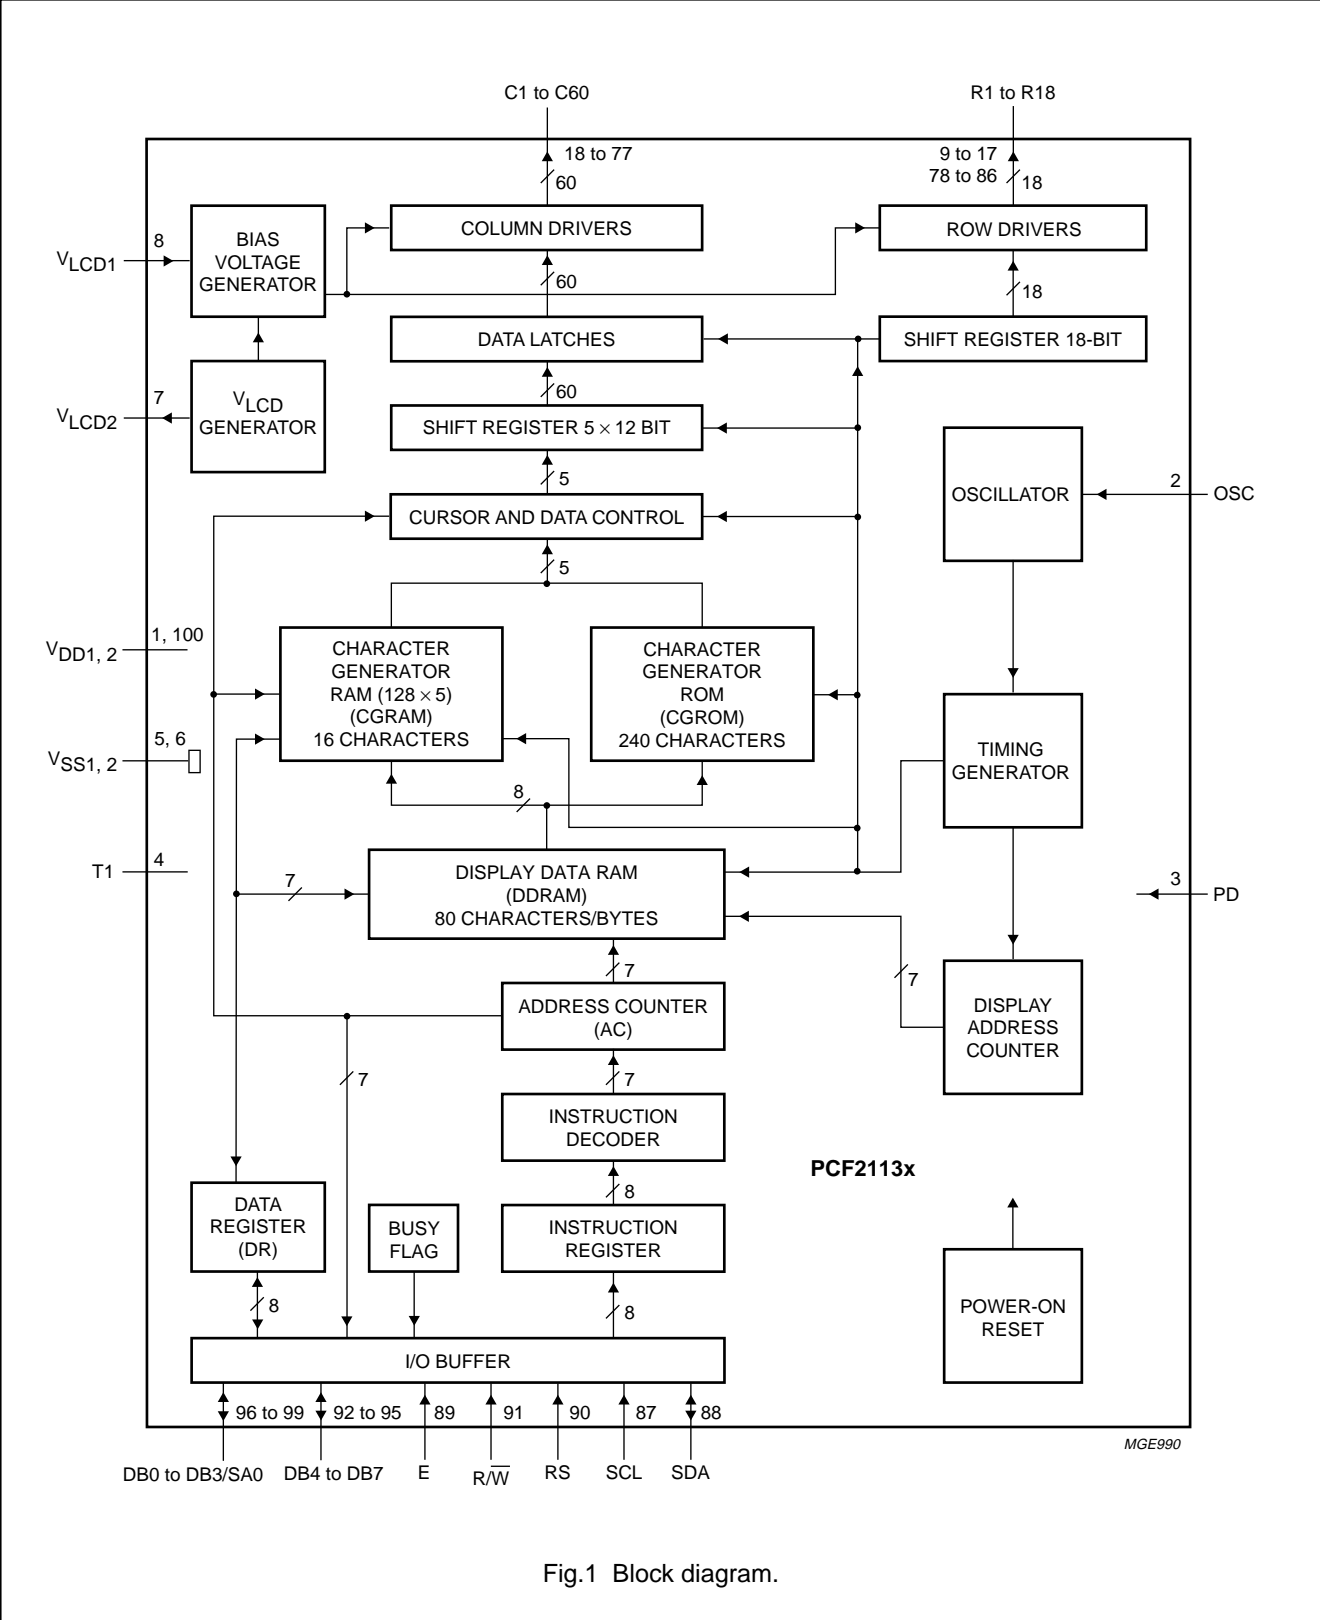 C1 to C60
R1 to R18
18 to 77
60
9 to 17
78 to 86
18
VLCD1
8
BIAS
VOLTAGE
GENERATOR
COLUMN DRIVERS
ROW DRIVERS
60
18
DATA LATCHES
SHIFT REGISTER 18-BIT
VLCD2
7
VLCD
GENERATOR
60
SHIFT REGISTER 5 × 12 BIT
5
CURSOR AND DATA CONTROL
OSCILLATOR
2
OSC
5
VDD1, 2
1, 100
CHARACTER
GENERATOR
RAM (128 × 5)
(CGRAM)
16 CHARACTERS
CHARACTER
GENERATOR
ROM
(CGROM)
240 CHARACTERS
VSS1, 2
5, 6
TIMING
GENERATOR
8
T1
4
7
DISPLAY DATA RAM
(DDRAM)
80 CHARACTERS/BYTES
3
PD
7
7
ADDRESS COUNTER
(AC)
DISPLAY
ADDRESS
COUNTER
7
7
INSTRUCTION
DECODER
PCF2113x
8
DATA
REGISTER
(DR)
BUSY
FLAG
INSTRUCTION
REGISTER
8
8
POWER-ON
RESET
I/O BUFFER
96 to 99
92 to 95
89
91
90
87
88
MGE990
DB0 to DB3/SA0
DB4 to DB7
E
R/W̅
RS
SCL
SDA
Fig.1 Block diagram.